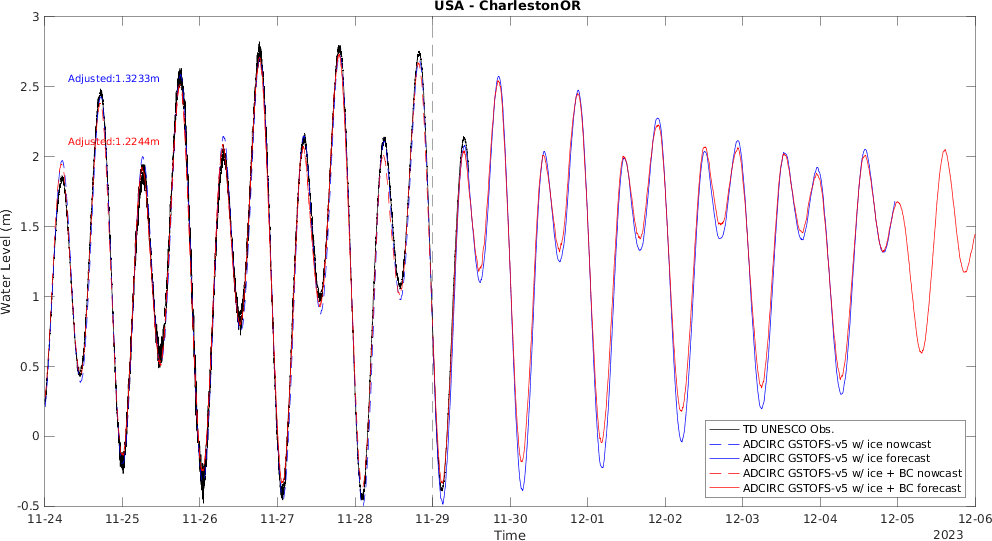 USA - CharlestonOR
3
2.5
2
1.5
1
0.5
0
-0.5
Water Level (m)
Adjusted:1.3233m
Adjusted:1.2244m
TD UNESCO Obs.
ADCIRC GSTOFS-v5 w/ ice nowcast
ADCIRC GSTOFS-v5 w/ ice forecast
ADCIRC GSTOFS-v5 w/ ice + BC nowcast
ADCIRC GSTOFS-v5 w/ ice + BC forecast
11-24 11-25 11-26 11-27 11-28 11-29 11-30 12-01 12-02 12-03 12-04 12-05 12-06
Time
2023